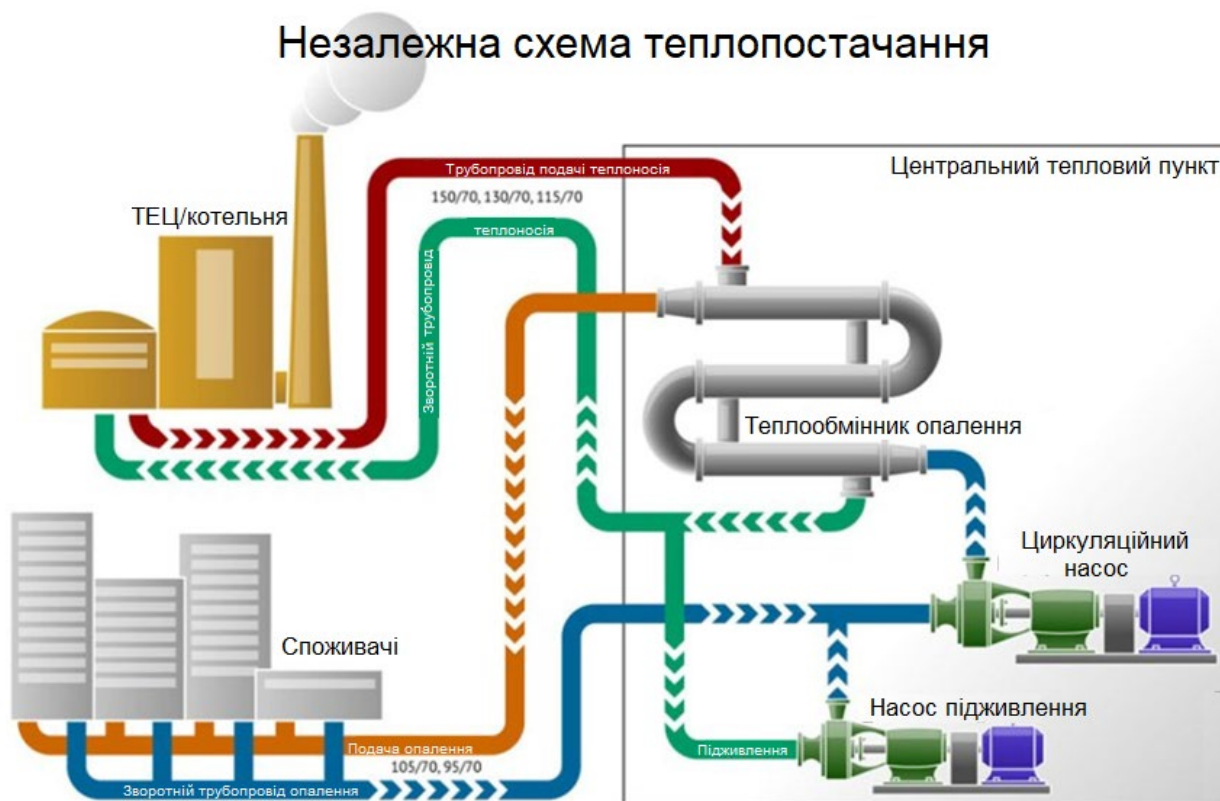 Незалежна схема теплопостачання
Трубопровід подачі теплоносія
Центральний тепловий пункт
150/70, 130/70, 115/70
ТЕЦ/котельня
теплоносія
Зворотній трубопровід
Теплообмінник опалення
Циркуляційний
насос
Споживачі
Насос підживлення
Подача опалення
Підживлення
105/70, 95/70
Зворотній трубопровід опалення